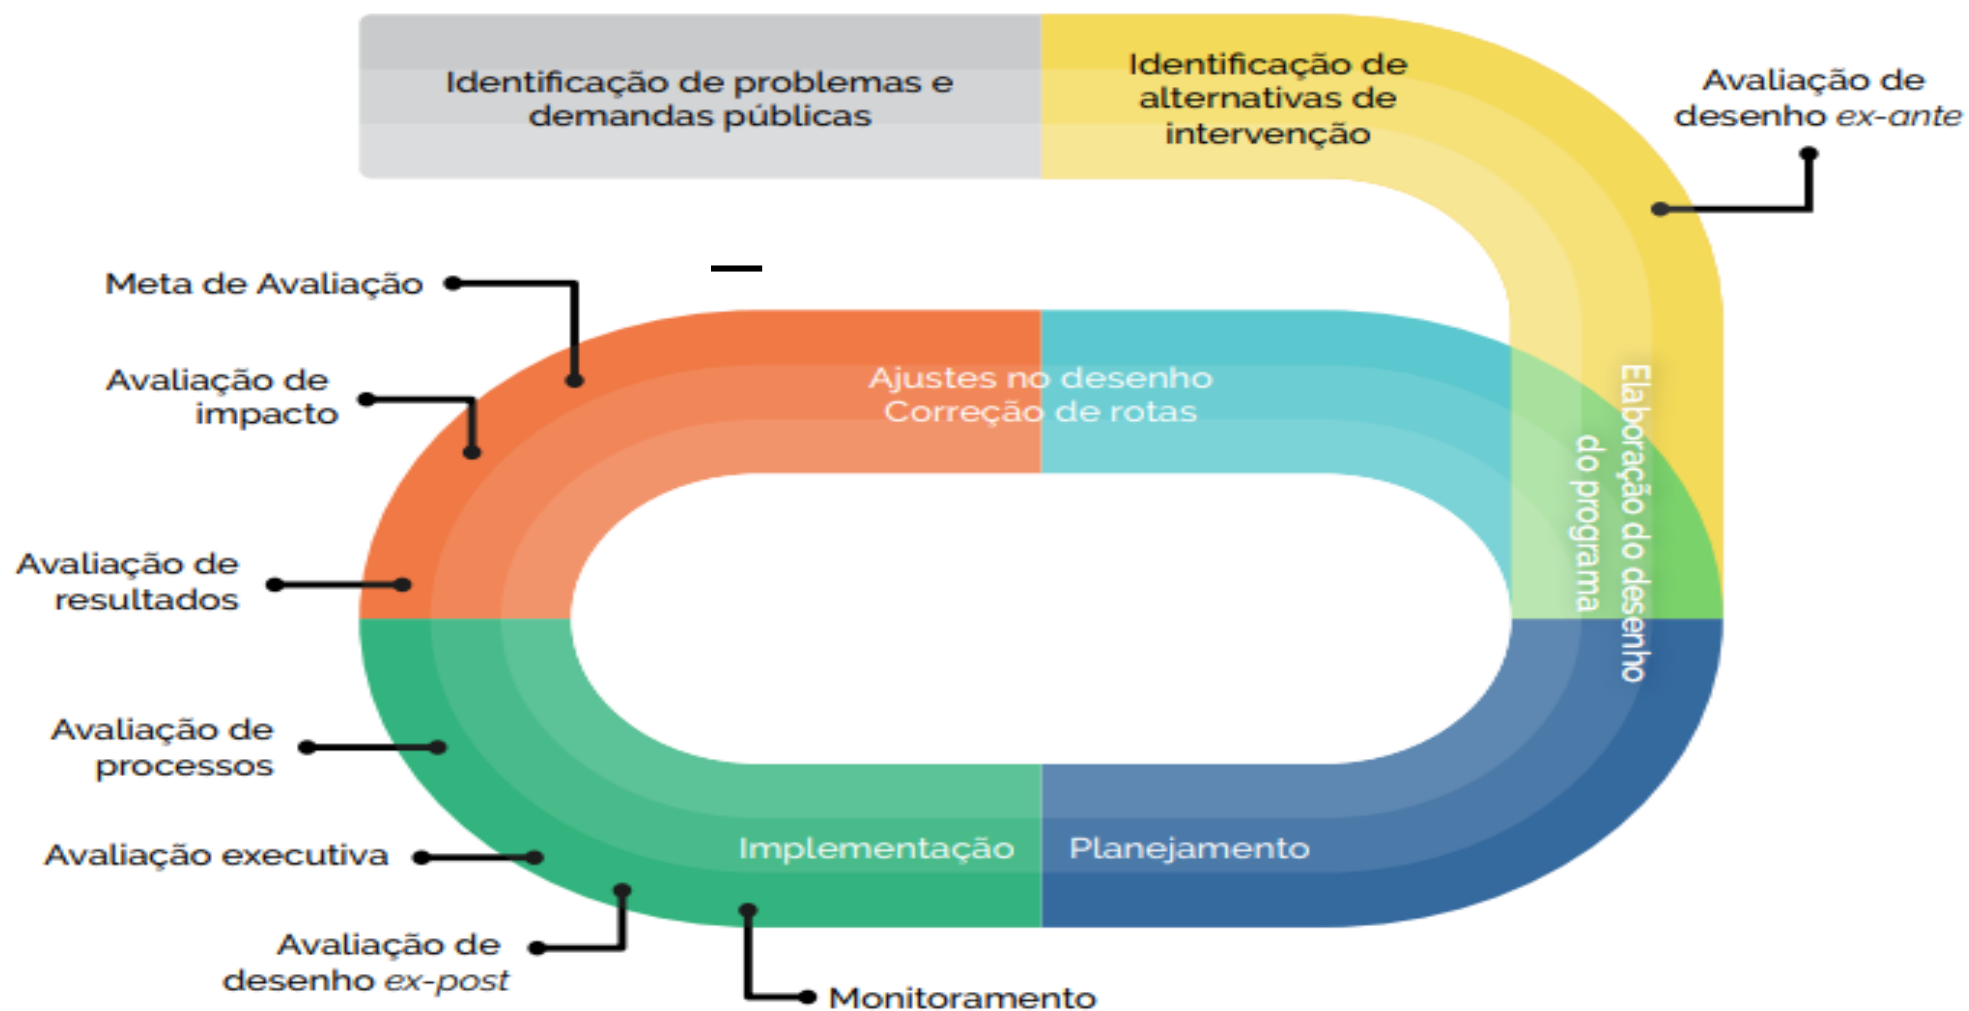 Identificação de problemas e
demandas públicas
Identificação de
alternativas de
intervenção
Avaliação de
desenho ex-ante
Meta de Avaliação
Avaliação de
impacto
Ajustes no desenho
Correção de rotas
Elaboração do desenho
do programa
Avaliação de
resultados
Avaliação de
processos
Avaliação executiva
Implementação
Planejamento
Avaliação de
desenho ex-post
Monitoramento